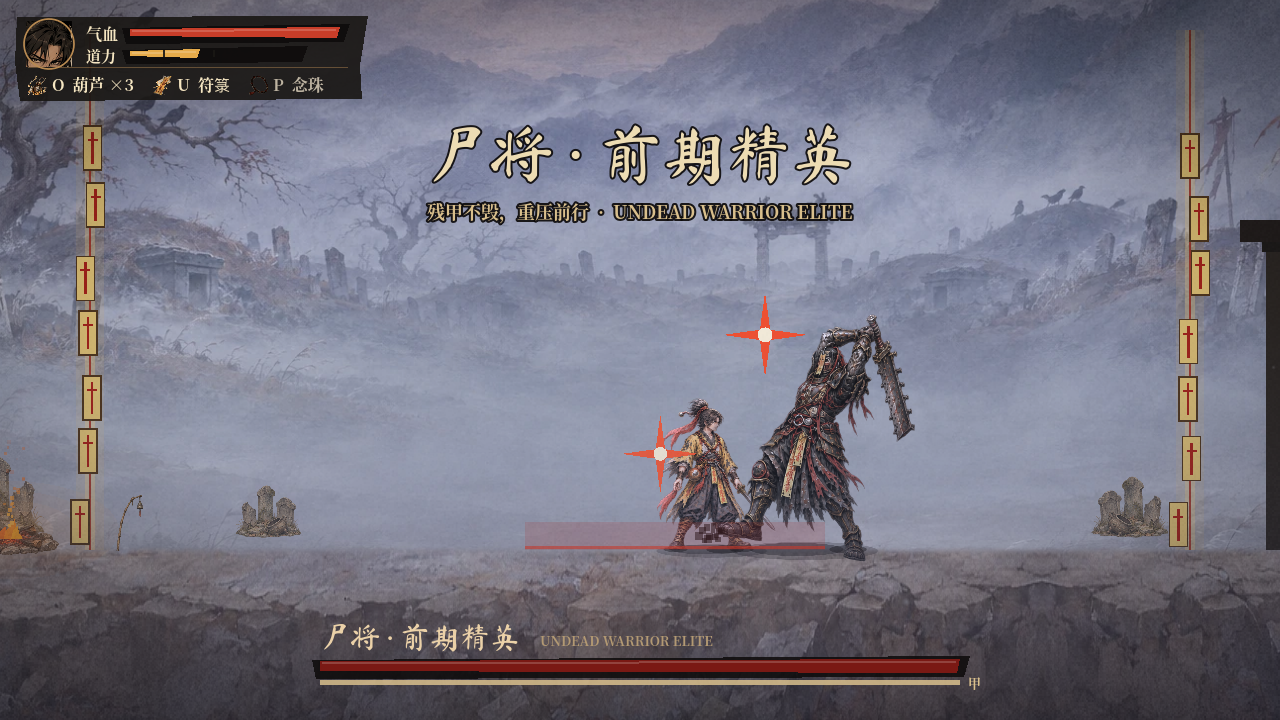 气血
道力
O 葫芦 ×3 U 符箓 P 念珠
尸将·前期精英
残甲不毁，重压前行 · UNDEAD WARRIOR ELITE
尸将·前期精英 UNDEAD WARRIOR ELITE
甲